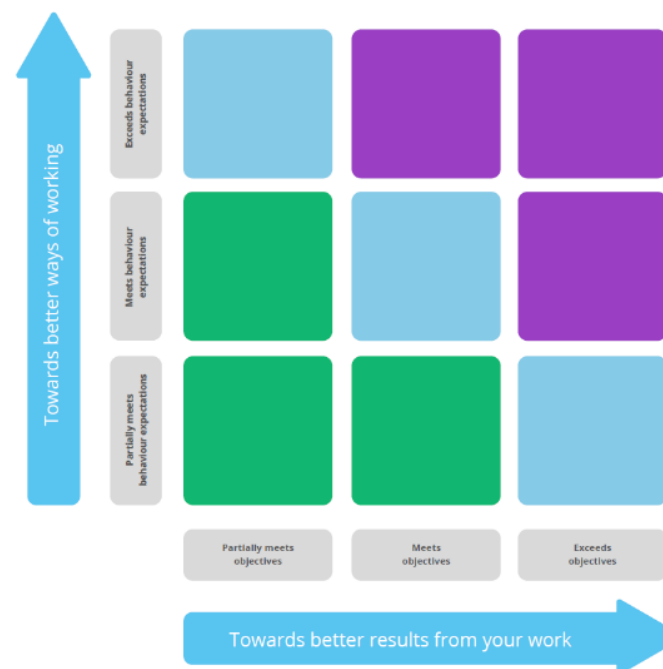 Towards better ways of working
Exceeds behaviour
expectations
Meets behaviour
expectations
Partially meets
behaviour expectations
Partially meets
objectives
Meets
objectives
Exceeds
objectives
Towards better results from your work